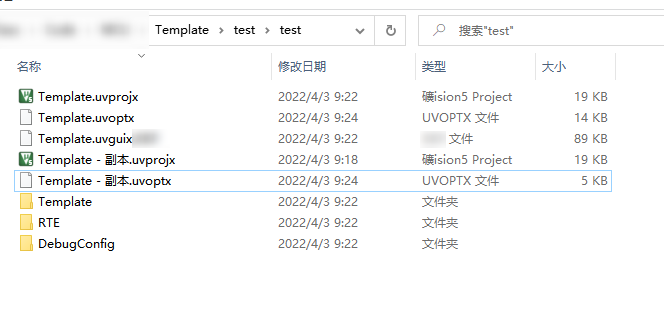 Template > test > test 搜索"test"
名称 修改日期 类型 大小
Template.uvprojx 2022/4/3 9:22 礦ision5 Project 19 KB
Template.uvoptx 2022/4/3 9:24 UVOPTX 文件 14 KB
Template.uvguix 2022/4/3 9:22 文件 89 KB
Template - 副本.uvprojx 2022/4/3 9:18 礦ision5 Project 19 KB
Template - 副本.uvoptx 2022/4/3 9:24 UVOPTX 文件 5 KB
Template 2022/4/3 9:22 文件夹
RTE 2022/4/3 9:22 文件夹
DebugConfig 2022/4/3 9:22 文件夹